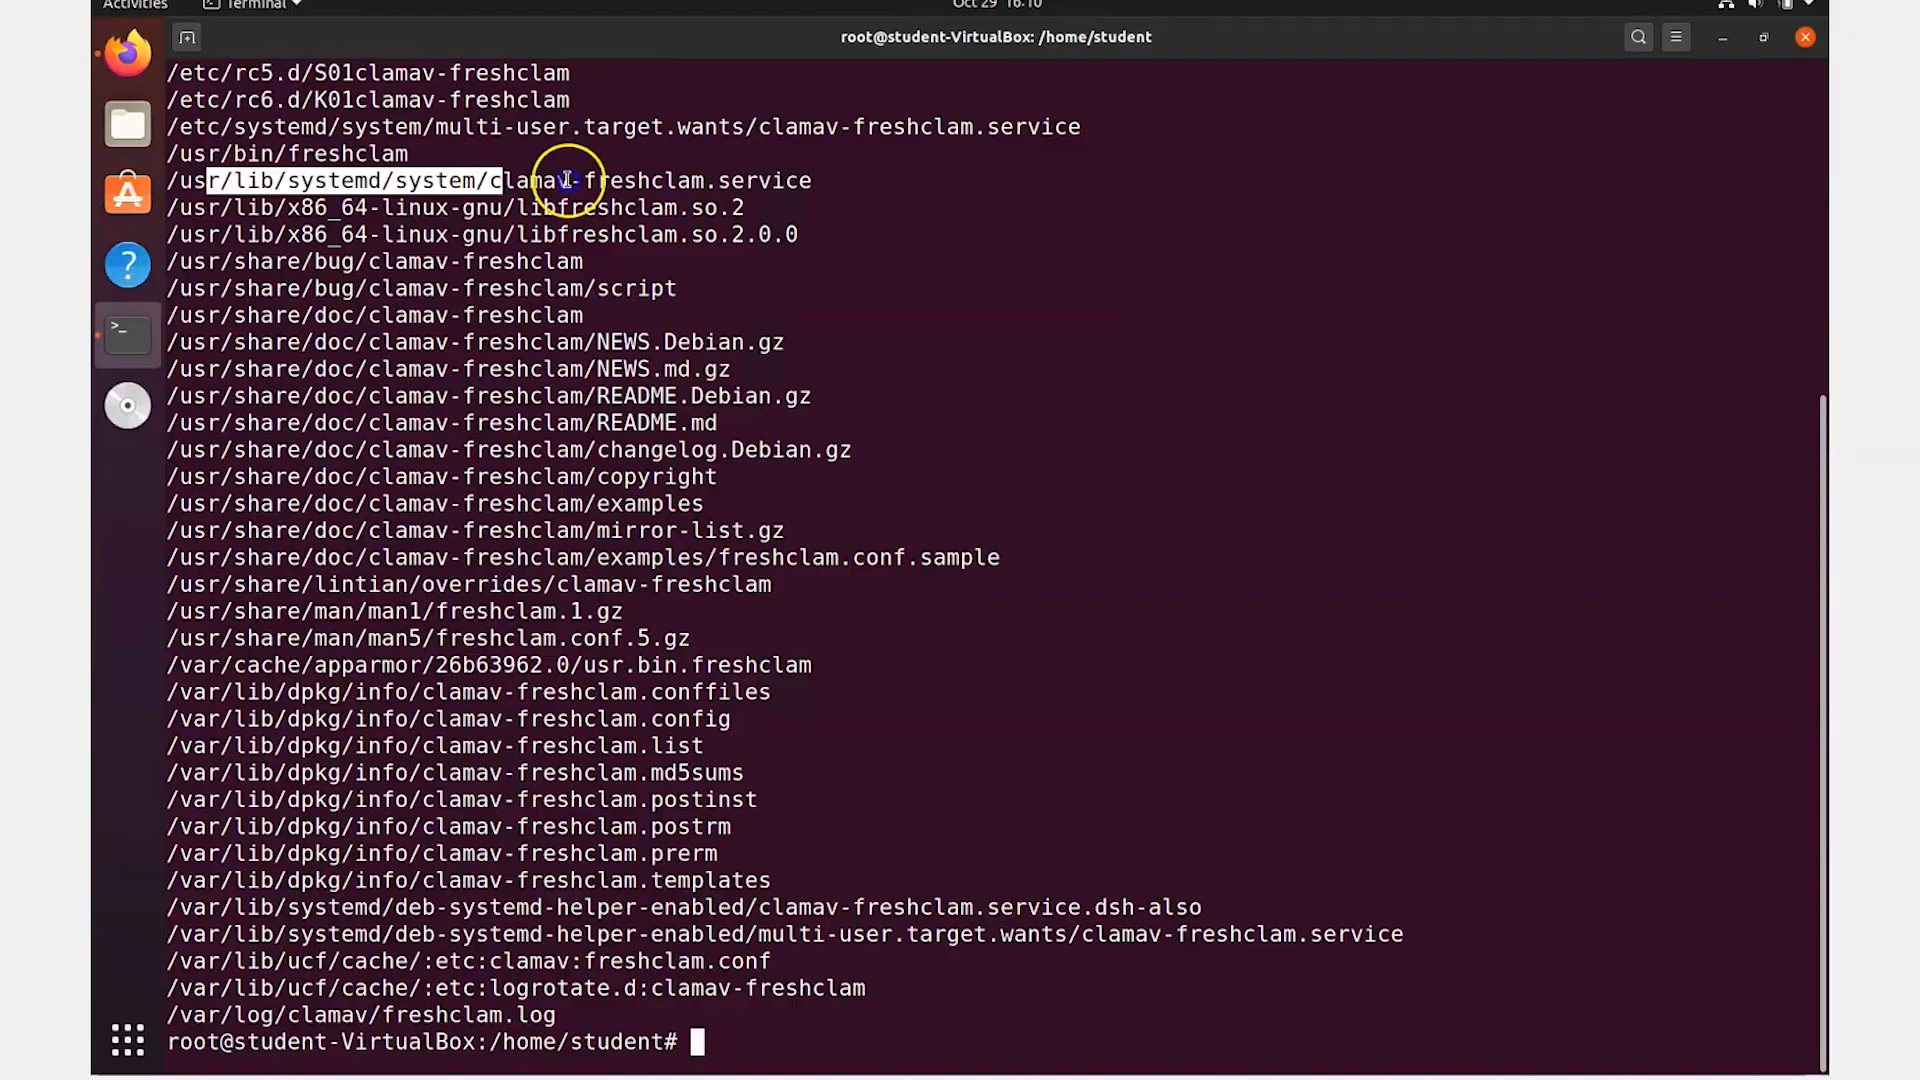 Activities
Terminal
Oct 29 16:10
root@student-VirtualBox: /home/student
/etc/rc5.d/S01clamav-freshclam
/etc/rc6.d/K01clamav-freshclam
/etc/systemd/system/multi-user.target.wants/clamav-freshclam.service
/usr/bin/freshclam
/usr/lib/systemd/system/clamav-freshclam.service
/usr/lib/x86_64-linux-gnu/libfreshclam.so.2
/usr/lib/x86_64-linux-gnu/libfreshclam.so.2.0.0
/usr/share/bug/clamav-freshclam
/usr/share/bug/clamav-freshclam/script
/usr/share/doc/clamav-freshclam
/usr/share/doc/clamav-freshclam/NEWS.Debian.gz
/usr/share/doc/clamav-freshclam/NEWS.md.gz
/usr/share/doc/clamav-freshclam/README.Debian.gz
/usr/share/doc/clamav-freshclam/README.md
/usr/share/doc/clamav-freshclam/changelog.Debian.gz
/usr/share/doc/clamav-freshclam/copyright
/usr/share/doc/clamav-freshclam/examples
/usr/share/doc/clamav-freshclam/mirror-list.gz
/usr/share/doc/clamav-freshclam/examples/freshclam.conf.sample
/usr/share/lintian/overrides/clamav-freshclam
/usr/share/man/man1/freshclam.1.gz
/usr/share/man/man5/freshclam.conf.5.gz
/var/cache/apparmor/26b63962.0/usr.bin.freshclam
/var/lib/dpkg/info/clamav-freshclam.conffiles
/var/lib/dpkg/info/clamav-freshclam.config
/var/lib/dpkg/info/clamav-freshclam.list
/var/lib/dpkg/info/clamav-freshclam.md5sums
/var/lib/dpkg/info/clamav-freshclam.postinst
/var/lib/dpkg/info/clamav-freshclam.postrm
/var/lib/dpkg/info/clamav-freshclam.prerm
/var/lib/dpkg/info/clamav-freshclam.templates
/var/lib/systemd/deb-systemd-helper-enabled/clamav-freshclam.service.dsh-also
/var/lib/systemd/deb-systemd-helper-enabled/multi-user.target.wants/clamav-freshclam.service
/var/lib/ucf/cache/:etc:clamav:freshclam.conf
/var/lib/ucf/cache/:etc:logrotate.d:clamav-freshclam
/var/log/clamav/freshclam.log
root@student-VirtualBox:/home/student#